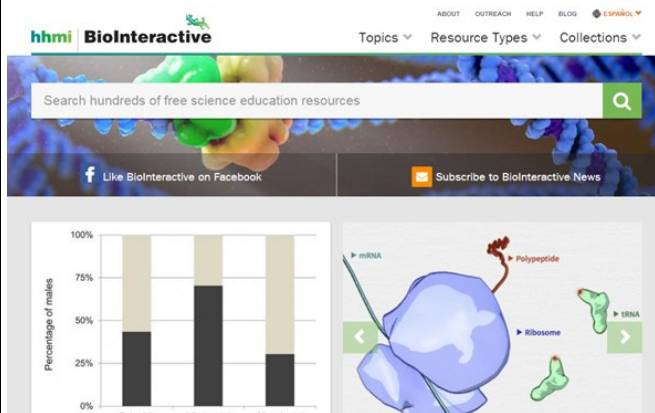 ABOUT OUTREACH HELP BLOG ESPAÑOL
hhmi BioInteractive
Topics Resource Types Collections
Search hundreds of free science education resources
f Like BioInteractive on Facebook
Subscribe to BioInteractive News
100%
75%
50%
25%
0%
Percentage of males
mRNA
Polypeptide
tRNA
Ribosome